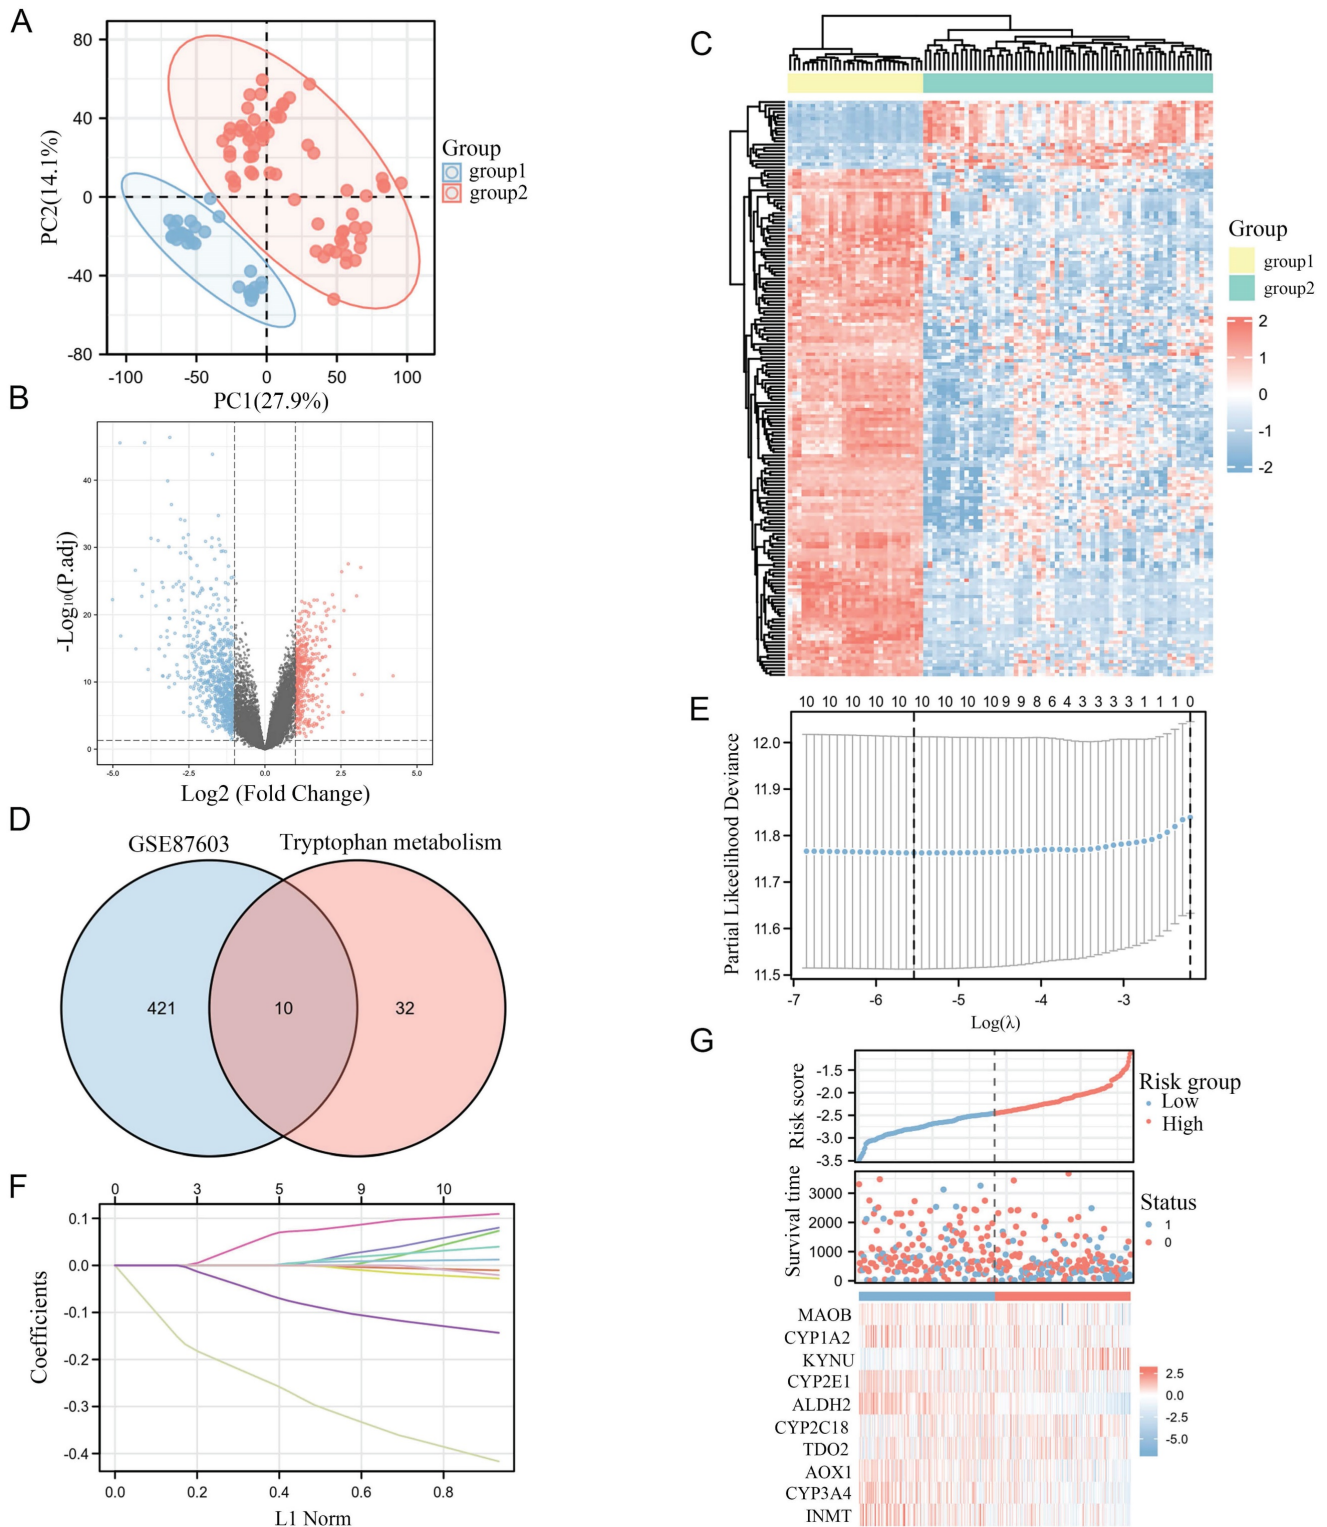 A
80
40
0
-40
-80
PC2(14.1%)
-100 -50 0 50 100
PC1(27.9%)
Group
group1
group2
B
40
30
20
10
0
-Log10(P.adj)
-5.0 -2.5 0.0 2.5 5.0
Log2 (Fold Change)
C
Group
group1
group2
2
1
0
-1
-2
D
GSE87603
Tryptophan metabolism
421
10
32
E
10 10 10 10 10 10 10 10 10 9 9 8 6 4 3 3 3 3 1 1 1 0
12.0
11.9
11.8
11.7
11.6
11.5
Partial Likeelihood Deviance
-7 -6 -5 -4 -3
Log(λ)
F
0 3 5 9 10
0.1
0.0
-0.1
-0.2
-0.3
-0.4
Coefficients
0.0 0.2 0.4 0.6 0.8
L1 Norm
G
-1.5
-2.0
-2.5
-3.0
-3.5
Risk score
Risk group
Low
High
3000
2000
1000
0
Survival time
Status
1
0
MAOB
CYP1A2
KYNU
CYP2E1
ALDH2
CYP2C18
TDO2
AOX1
CYP3A4
INMT
2.5
0.0
-2.5
-5.0